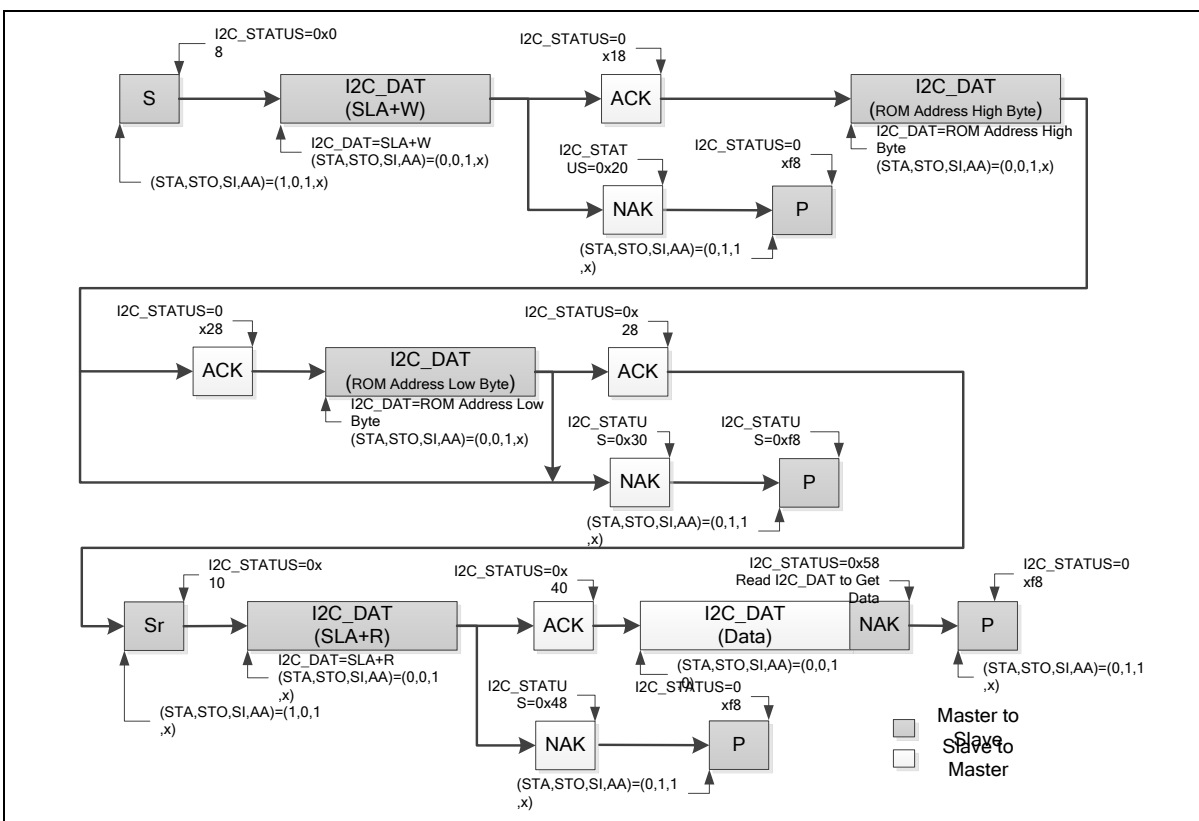 I2C_STATUS=0x0
8
I2C_STATUS=0
x18
S
I2C_DAT
(SLA+W)
ACK
I2C_DAT
(ROM Address High Byte)
I2C_DAT=SLA+W
(STA,STO,SI,AA)=(0,0,1,x)
I2C_DAT=ROM Address High
Byte
(STA,STO,SI,AA)=(0,0,1,x)
(STA,STO,SI,AA)=(1,0,1,x)
I2C_STAT
US=0x20
I2C_STATUS=0
xf8
NAK
P
(STA,STO,SI,AA)=(0,1,1
,x)
I2C_STATUS=0
x28
I2C_STATUS=0x
28
ACK
I2C_DAT
(ROM Address Low Byte)
ACK
I2C_DAT=ROM Address Low
Byte
(STA,STO,SI,AA)=(0,0,1,x)
I2C_STATU
S=0x30
I2C_STATU
S=0xf8
NAK
P
(STA,STO,SI,AA)=(0,1,1
,x)
I2C_STATUS=0x
10
I2C_STATUS=0x
40
I2C_STATUS=0x58
Read I2C_DAT to Get
Data
I2C_STATUS=0
xf8
Sr
I2C_DAT
(SLA+R)
ACK
I2C_DAT
(Data)
NAK
P
I2C_DAT=SLA+R
(STA,STO,SI,AA)=(0,0,1
,x)
(STA,STO,SI,AA)=(0,0,1
,0)
(STA,STO,SI,AA)=(0,1,1
,x)
(STA,STO,SI,AA)=(1,0,1
,x)
I2C_STATU
S=0x48
I2C_STATUS=0
xf8
NAK
P
(STA,STO,SI,AA)=(0,1,1
,x)
Master to
Slave
Slave to
Master